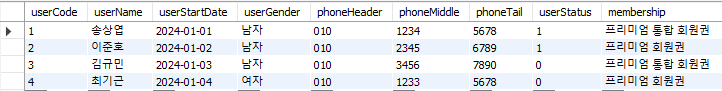 userCode userName userStartDate userGender phoneHeader phoneMiddle phoneTail userStatus membership
1 송상엽 2024-01-01 남자 010 1234 5678 1 프리미엄 통합 회원권
2 이준호 2024-01-02 남자 010 2345 6789 1 프리미엄 통합 회원권
3 김규민 2024-01-03 남자 010 3456 7890 0 프리미엄 통합 회원권
4 최기근 2024-01-04 여자 010 1233 5678 0 프리미엄 회원권